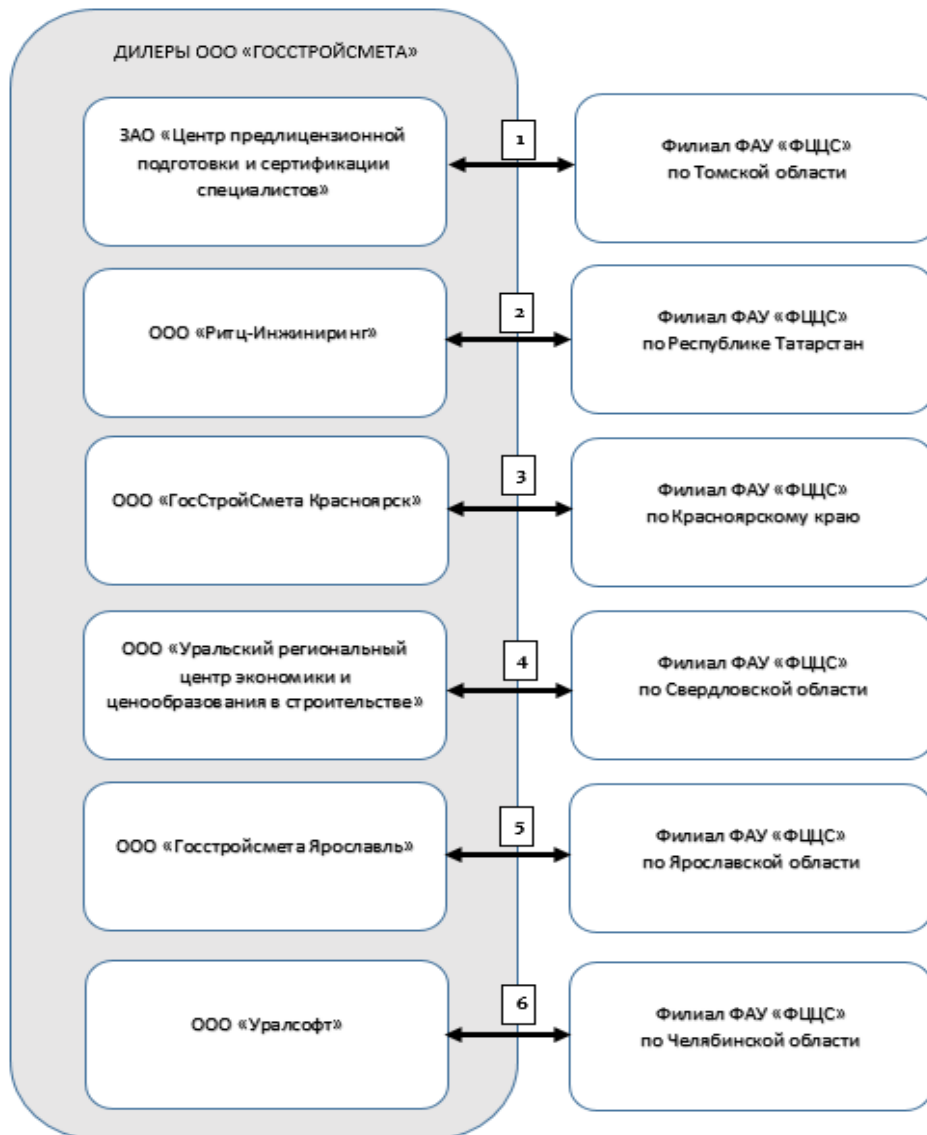 ДИЛЕРЫ ООО «ГОССТРОЙСМЕТА»
ЗАО «Центр предлицензионной
подготовки и сертификации
специалистов»
1
Филиал ФАУ «ФЦЦС»
по Томской области
ООО «Ритц-Инжиниринг»
2
Филиал ФАУ «ФЦЦС»
по Республике Татарстан
ООО «ГосСтройСмета Красноярск»
3
Филиал ФАУ «ФЦЦС»
по Красноярскому краю
ООО «Уральский региональный
центр экономики и
ценообразования в строительстве»
4
Филиал ФАУ «ФЦЦС»
по Свердловской области
ООО «Госстройсмета Ярославль»
5
Филиал ФАУ «ФЦЦС»
по Ярославской области
ООО «Уралсофт»
6
Филиал ФАУ «ФЦЦС»
по Челябинской области